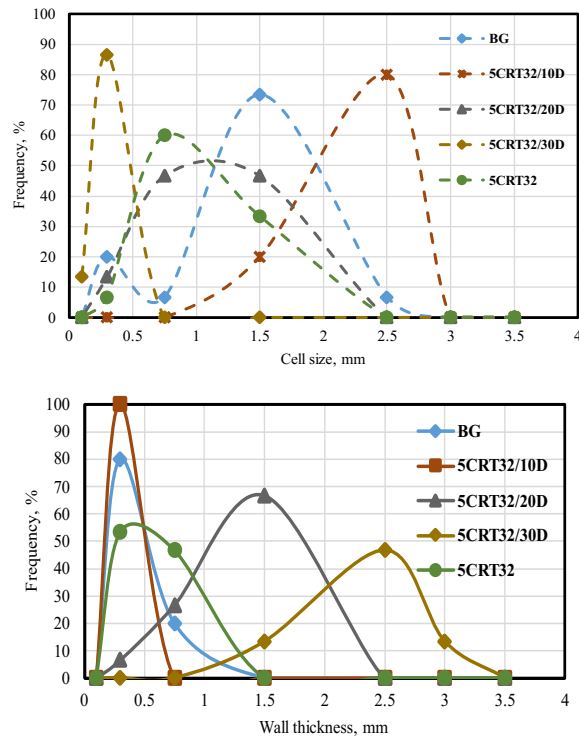 100
90
80
70
60
50
40
30
20
10
0
Frequency, %
BG
5CRT32/10D
5CRT32/20D
5CRT32/30D
5CRT32
0 0.5 1 1.5 2 2.5 3 3.5 4
Cell size, mm
100
90
80
70
60
50
40
30
20
10
0
Frequency, %
BG
5CRT32/10D
5CRT32/20D
5CRT32/30D
5CRT32
0 0.5 1 1.5 2 2.5 3 3.5 4
Wall thickness, mm